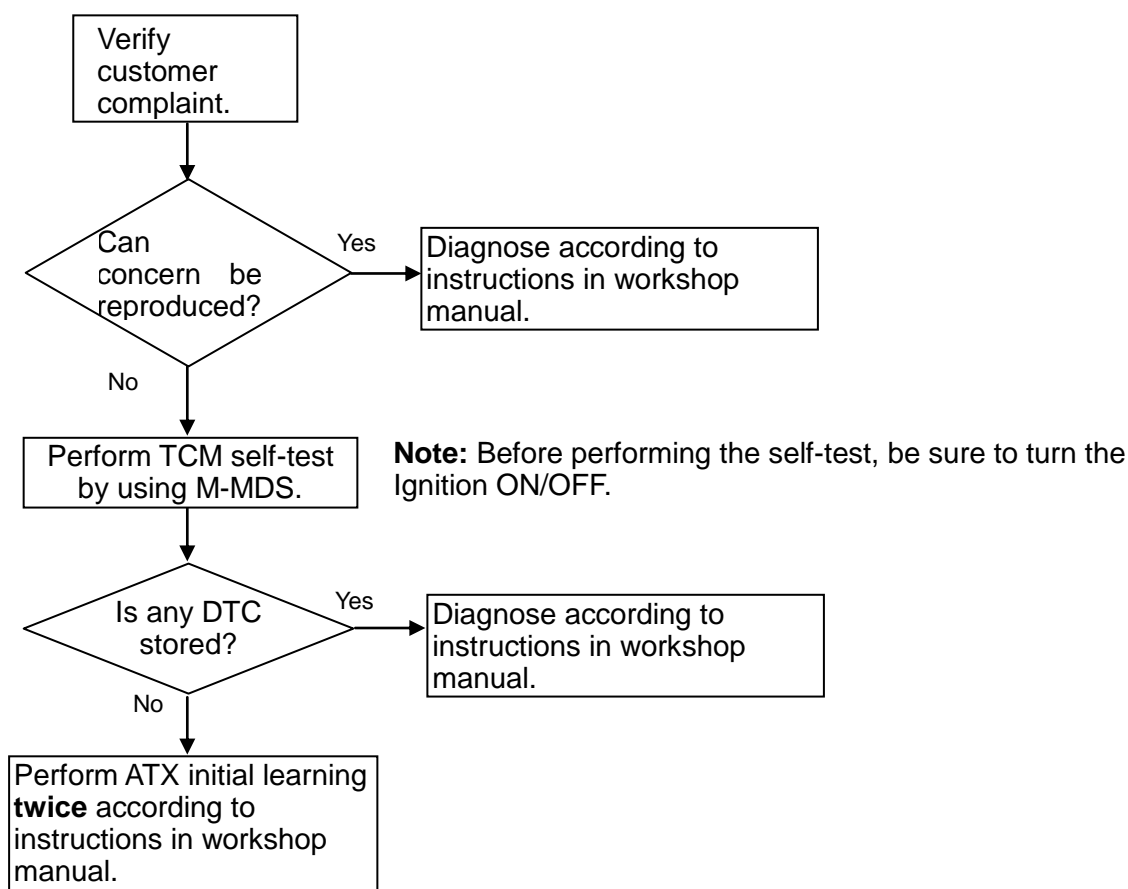 Verify
customer
complaint.
Can
concern be
reproduced?
Yes
Diagnose according to
instructions in workshop
manual.
No
Perform TCM self-test
by using M-MDS.
Note: Before performing the self-test, be sure to turn the
Ignition ON/OFF.
Is any DTC
stored?
Yes
Diagnose according to
instructions in workshop
manual.
No
Perform ATX initial learning
twice according to
instructions in workshop
manual.